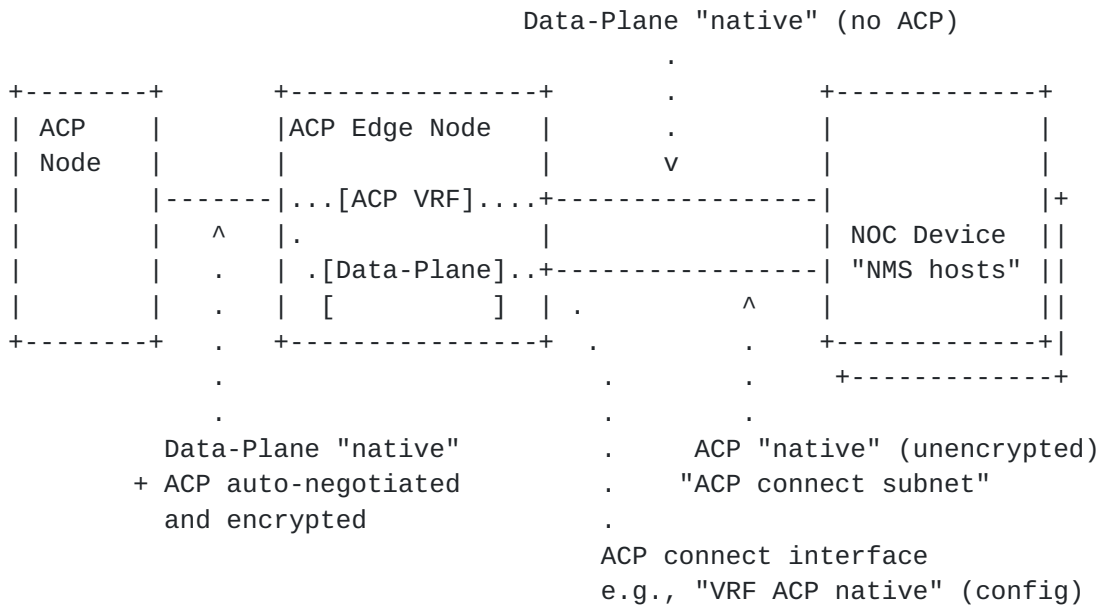 Data-Plane "native" (no ACP)
.
+--------+       +----------------+       .         +-------------+
| ACP    |       |ACP Edge Node   |       .         |             |
| Node   |       |                |       v         |             |
|        |-------|...[ACP VRF]....+-----------------|             |+
|        |   ^   |.               |                 | NOC Device  ||
|        |   .   | .[Data-Plane]..+-----------------| "NMS hosts" ||
|        |   .   |  [          ]  | .          ^    |             ||
+--------+   .   +----------------+  .         .    +-------------+|
.                        .        .     +-------------+
.                        .        .
Data-Plane "native"         .     ACP "native" (unencrypted)
+ ACP auto-negotiated         .    "ACP connect subnet"
and encrypted               .
ACP connect interface
e.g., "VRF ACP native" (config)